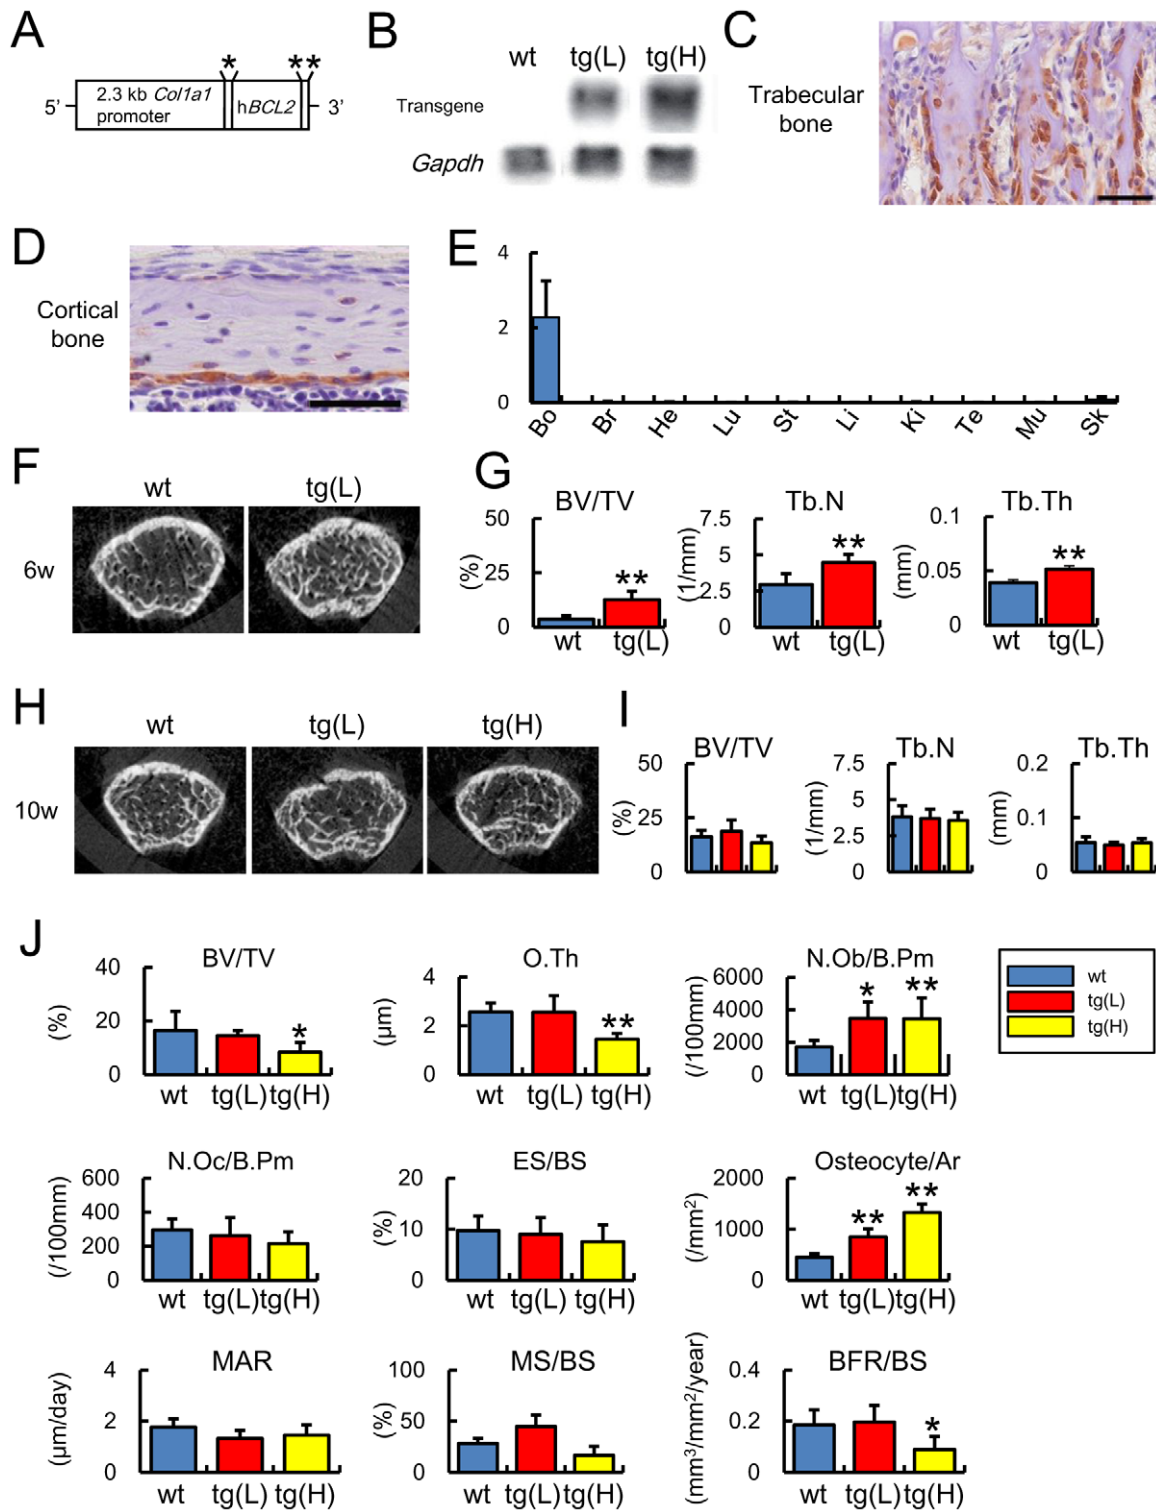 A
* **
5' 2.3 kb Col1a1 promoter hBCL2 3'
B
wt tg(L) tg(H)
Transgene
Gapdh
C
Trabecular
bone
D
Cortical
bone
E
4
2
0
Bo Br He Lu St Li Ki Te Mu Sk
F
wt tg(L)
6w
G
BV/TV Tb.N Tb.Th
(%) 50 25 0
**
wt tg(L)
(1/mm) 7.5 5 2.5 0
**
wt tg(L)
(mm) 0.1 0.05 0
**
wt tg(L)
H
wt tg(L) tg(H)
10w
I
BV/TV Tb.N Tb.Th
(%) 50 25 0
(1/mm) 7.5 5 2.5 0
(mm) 0.2 0.1 0
J
BV/TV
(%) 40 20 0
*
wt tg(L) tg(H)
O.Th
(μm) 4 2 0
**
wt tg(L) tg(H)
N.Ob/B.Pm
(/100mm) 6000 4000 2000 0
* **
wt tg(L) tg(H)
wt
tg(L)
tg(H)
N.Oc/B.Pm
(/100mm) 600 400 200 0
wt tg(L) tg(H)
ES/BS
(%) 20 10 0
wt tg(L) tg(H)
Osteocyte/Ar
(/mm²) 2000 1000 0
** **
wt tg(L) tg(H)
MAR
(μm/day) 4 2 0
wt tg(L) tg(H)
MS/BS
(%) 100 50 0
wt tg(L) tg(H)
BFR/BS
(mm³/mm²/year) 0.4 0.2 0
*
wt tg(L) tg(H)